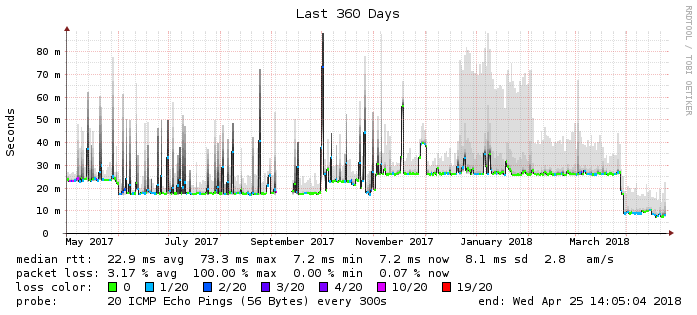 Last 360 Days
RRDTOOL / TOBI OETIKER
Seconds
80 m
70 m
60 m
50 m
40 m
30 m
20 m
10 m
0
May 2017 July 2017 September 2017 November 2017 January 2018 March 2018
median rtt: 22.9 ms avg 73.3 ms max 7.2 ms min 7.2 ms now 8.1 ms sd 2.8 am/s
packet loss: 3.17 % avg 100.00 % max 0.00 % min 0.07 % now
loss color: 0 1/20 2/20 3/20 4/20 10/20 19/20
probe: 20 ICMP Echo Pings (56 Bytes) every 300s end: Wed Apr 25 14:05:04 2018